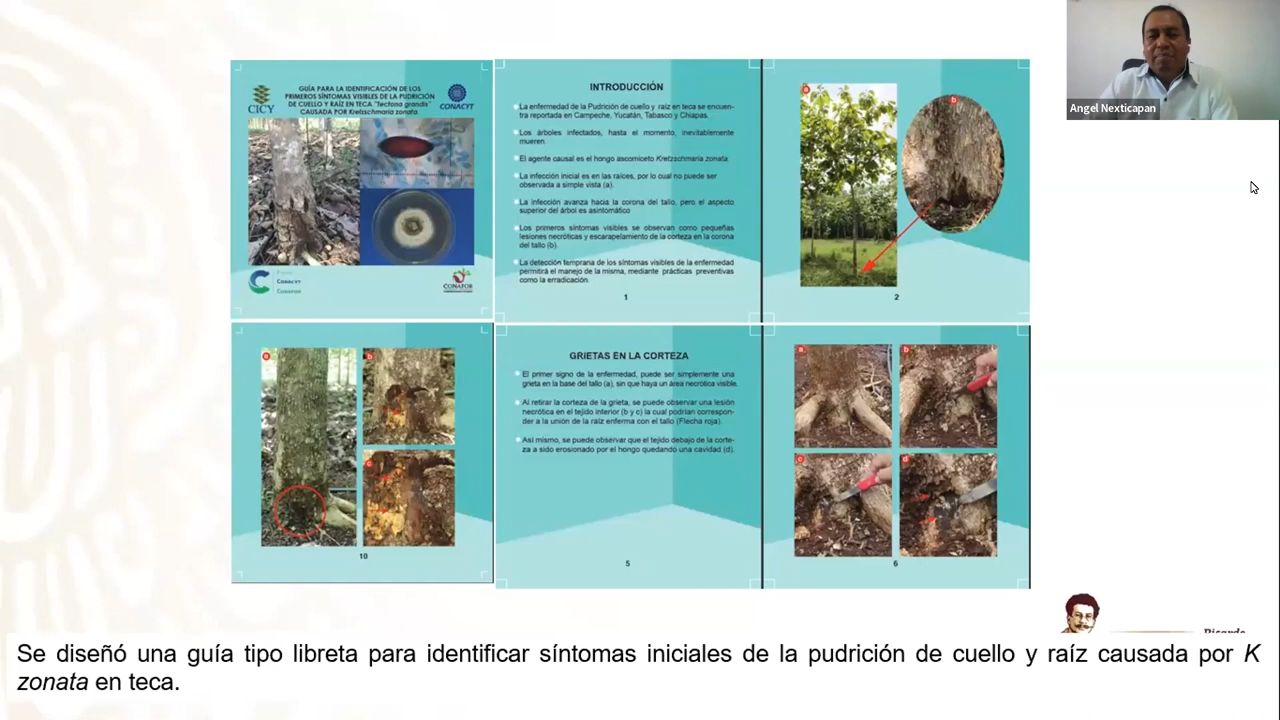 Angel Nexticapan
CICY
GUÍA PARA LA IDENTIFICACIÓN DE LOS
PRIMEROS SÍNTOMAS VISIBLES DE LA PUDRICIÓN
DE CUELLO Y RAÍZ EN TECA "Tectona grandis"
CAUSADA POR Kretzschmaria zonata
CONACYT
CONACYT
CONAFOR
CONAFOR
INTRODUCCIÓN
La enfermedad de la Pudrición de cuello y raíz en teca se encuen-
tra reportada en Campeche, Yucatán, Tabasco y Chiapas.
Los árboles infectados, hasta el momento, inevitablemente
mueren.
El agente causal es el hongo ascomiceto Kretzschmaria zonata
La infección inicial es en las raíces, por lo cual no puede ser
observada a simple vista (a).
La infección avanza hacia la corona del tallo, pero el aspecto
superior del árbol es asintomático
Los primeros síntomas visibles se observan como pequeñas
lesiones necróticas y escarapelamiento de la corteza en la corona
del tallo (b).
La detección temprana de los síntomas visibles de la enfermedad
permitirá el manejo de la misma, mediante prácticas preventivas
como la erradicación.
1
a
b
2
b
c
10
GRIETAS EN LA CORTEZA
El primer signo de la enfermedad, puede ser simplemente una
grieta en la base del tallo (a), sin que haya un área necrótica visible.
Al retirar la corteza de la grieta, se puede observar una lesión
necrótica en el tejido interior (b y c) la cual podrían correspon-
der a la unión de la raíz enferma con el tallo (Flecha roja).
Así mismo, se puede observar que el tejido debajo de la corte-
za a sido erosionado por el hongo quedando una cavidad (d).
5
a
b
c
d
6
Ricardo
Se diseñó una guía tipo libreta para identificar síntomas iniciales de la pudrición de cuello y raíz causada por K
zonata en teca.